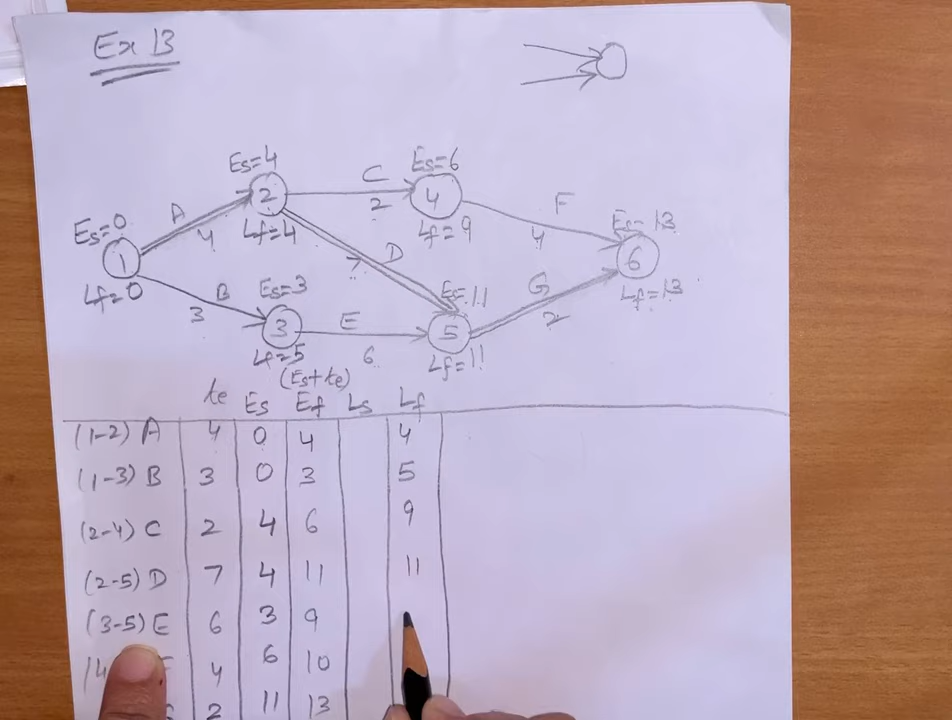 Ex 13
Es=4
Es=6
A
C
2
4
F
Es=13
Es=0
4
2
Lf=4
Lf=9
4
6
1
D
7
Lf=0
B
Es=3
Es=11
G
Lf=13
3
3
E
5
2
Lf=5
6
Lf=11
(Es+te)
te Es Ef Ls Lf
(1-2) A 4 0 4 4
(1-3) B 3 0 3 5
(2-4) C 2 4 6 9
(2-5) D 7 4 11 11
(3-5) E 6 3 9
(4 4 6 10
2 11 13